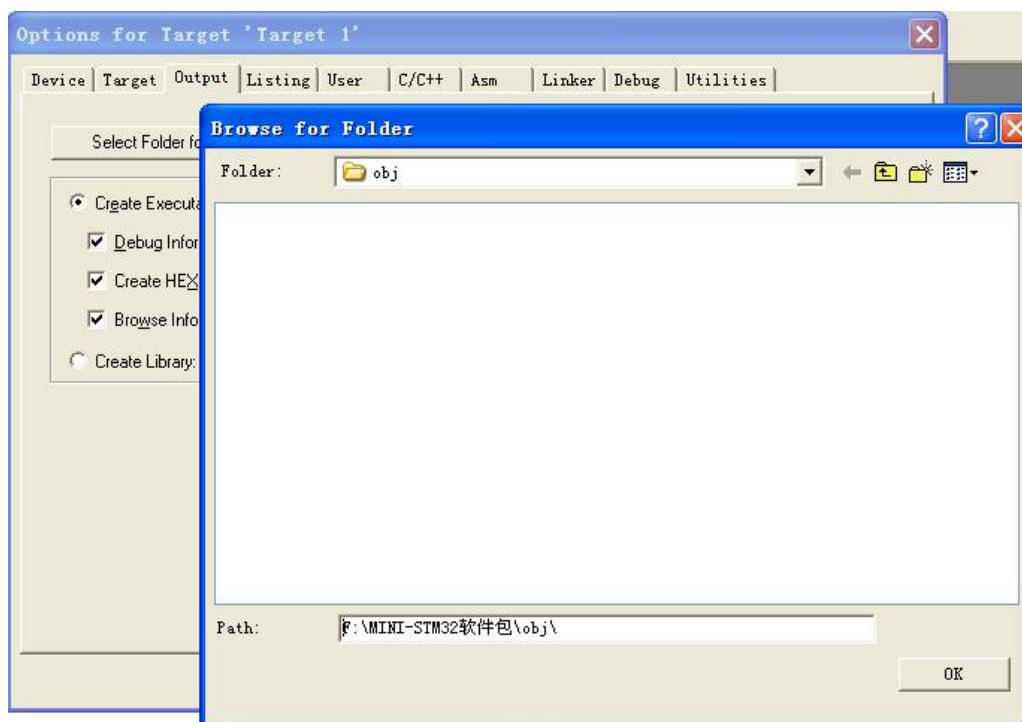 Options for Target 'Target 1'
Device Target Output Listing User C/C++ Asm Linker Debug Utilities
Select Folder fo
Browse for Folder
Folder: obj
Create Executa
Debug Infor
Create HEX
Browse Info
Create Library:
Path: F:\MINI-STM32软件包\obj\
OK